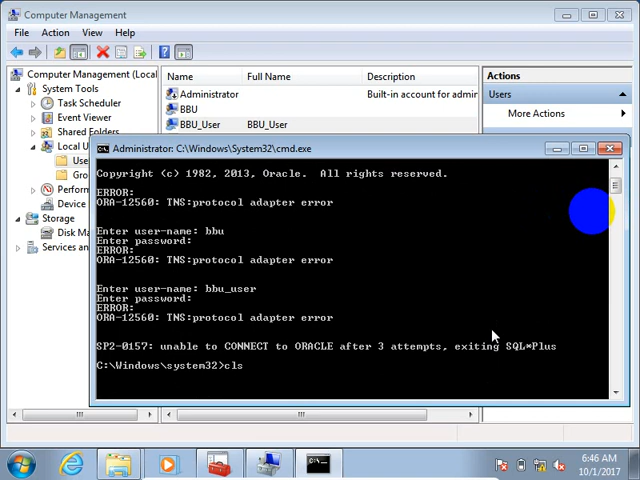 Computer Management
File Action View Help
Computer Management (Local
System Tools
Task Scheduler
Event Viewer
Shared Folders
Local U
Use
Gro
Perform
Device
Storage
Disk Ma
Services an
Name Full Name Description
Administrator Built-in account for admir
BBU
BBU_User BBU_User
Actions
Users
More Actions
Administrator: C:\Windows\System32\cmd.exe
Copyright (c) 1982, 2013, Oracle. All rights reserved.
ERROR:
ORA-12560: TNS:protocol adapter error
Enter user-name: bbu
Enter password:
ERROR:
ORA-12560: TNS:protocol adapter error
Enter user-name: bbu_user
Enter password:
ERROR:
ORA-12560: TNS:protocol adapter error
SP2-0157: unable to CONNECT to ORACLE after 3 attempts, exiting SQL*Plus
C:\Windows\system32>cls
6:46 AM
10/1/2017